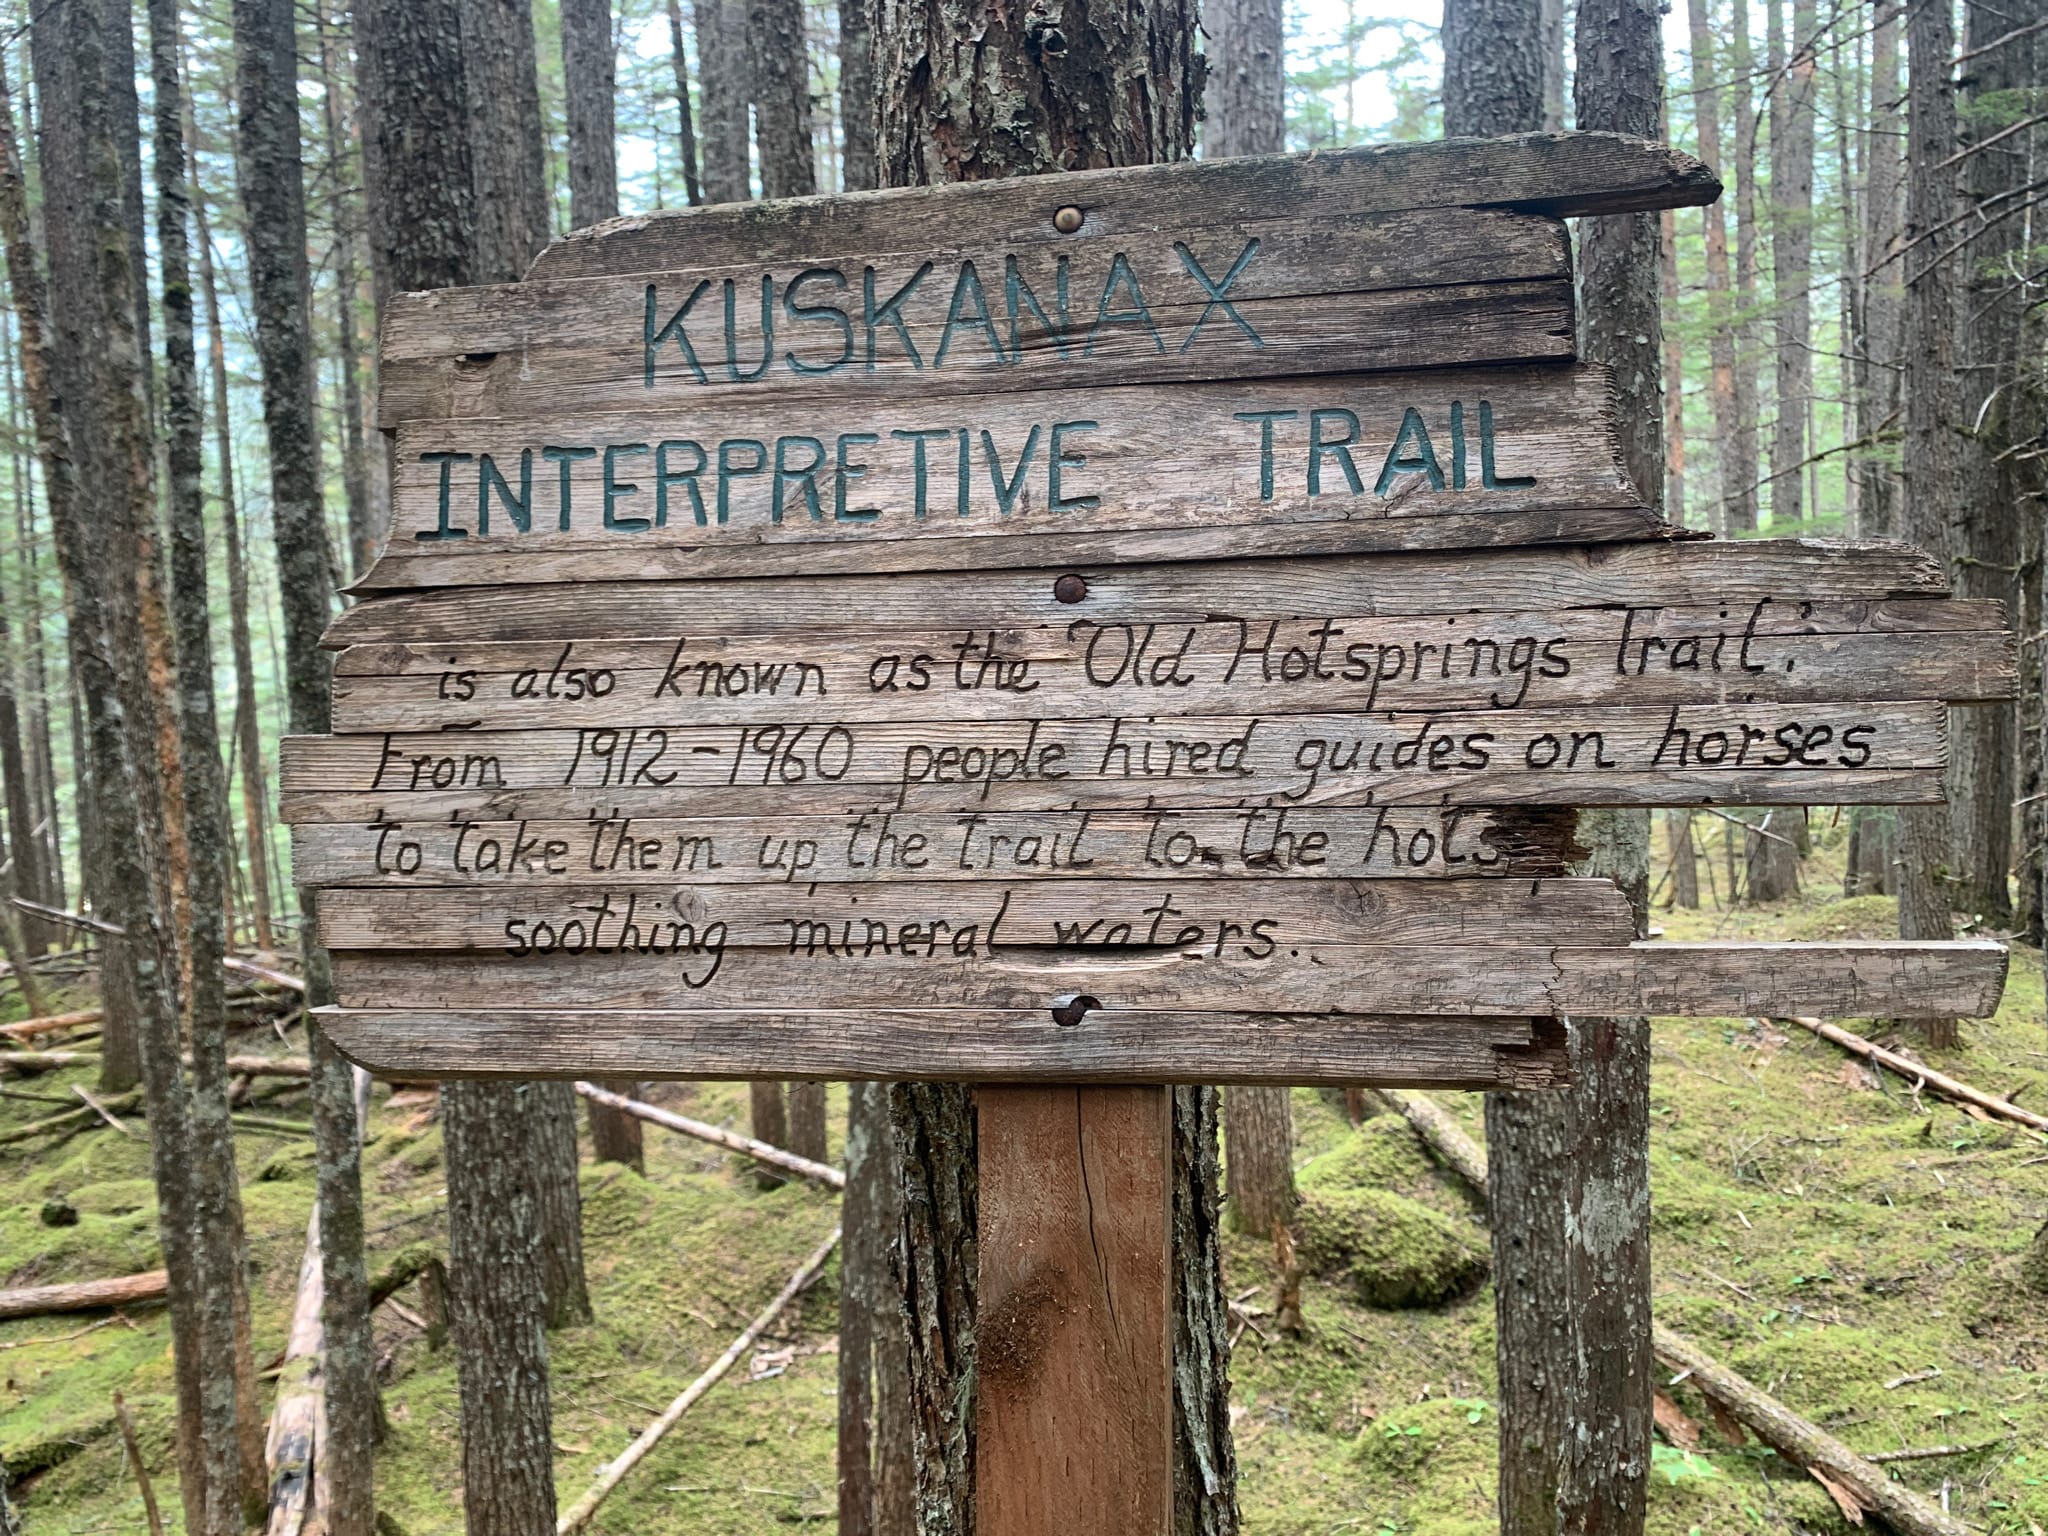 KUSKANAX
INTERPRETIVE TRAIL
is also known as the "Old Hotsprings Trail."
From 1912-1960 people hired guides on horses
to take them up the trail to the hots
soothing mineral waters.